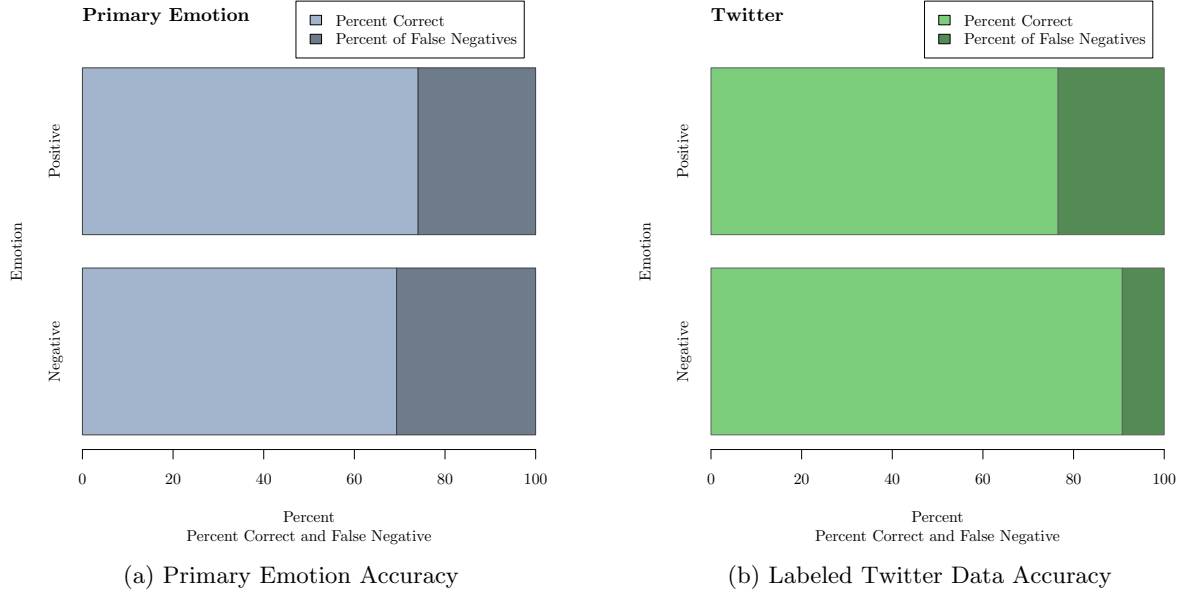 Primary Emotion
Percent Correct
Percent of False Negatives
Positive
Negative
Emotion
0 20 40 60 80 100
Percent
Percent Correct and False Negative
(a) Primary Emotion Accuracy
Twitter
Percent Correct
Percent of False Negatives
Positive
Negative
Emotion
0 20 40 60 80 100
Percent
Percent Correct and False Negative
(b) Labeled Twitter Data Accuracy